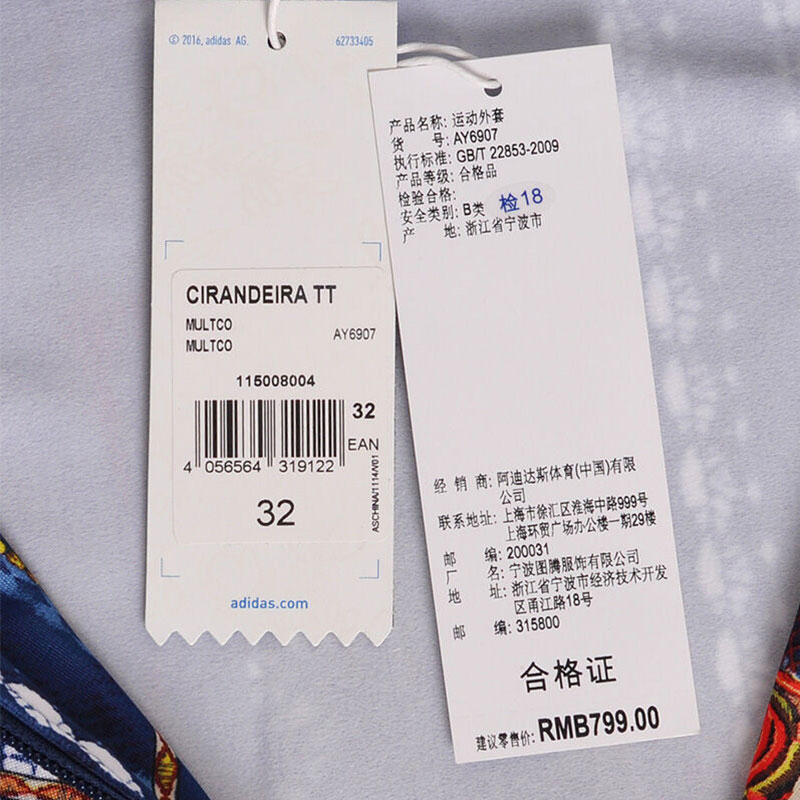 © 2016, adidas AG.
62733405
CIRANDEIRA TT
MULTCO
MULTCO
AY6907
115008004
32
EAN
4 056564 319122
ASCHINA/1114/V01
32
adidas.com
产品名称: 运动外套
货 号: AY6907
执行标准: GB/T 22853-2009
产品等级: 合格品
检验合格:
检18
安全类别: B类
产 地: 浙江省宁波市
经 销 商: 阿迪达斯体育(中国)有限
公司
联系地址: 上海市徐汇区淮海中路999号
上海环贸广场办公楼一期29楼
邮 编: 200031
厂 名: 宁波图腾服饰有限公司
地 址: 浙江省宁波市经济技术开发
区甬江路18号
邮 编: 315800
合格证
建议零售价: RMB799.00